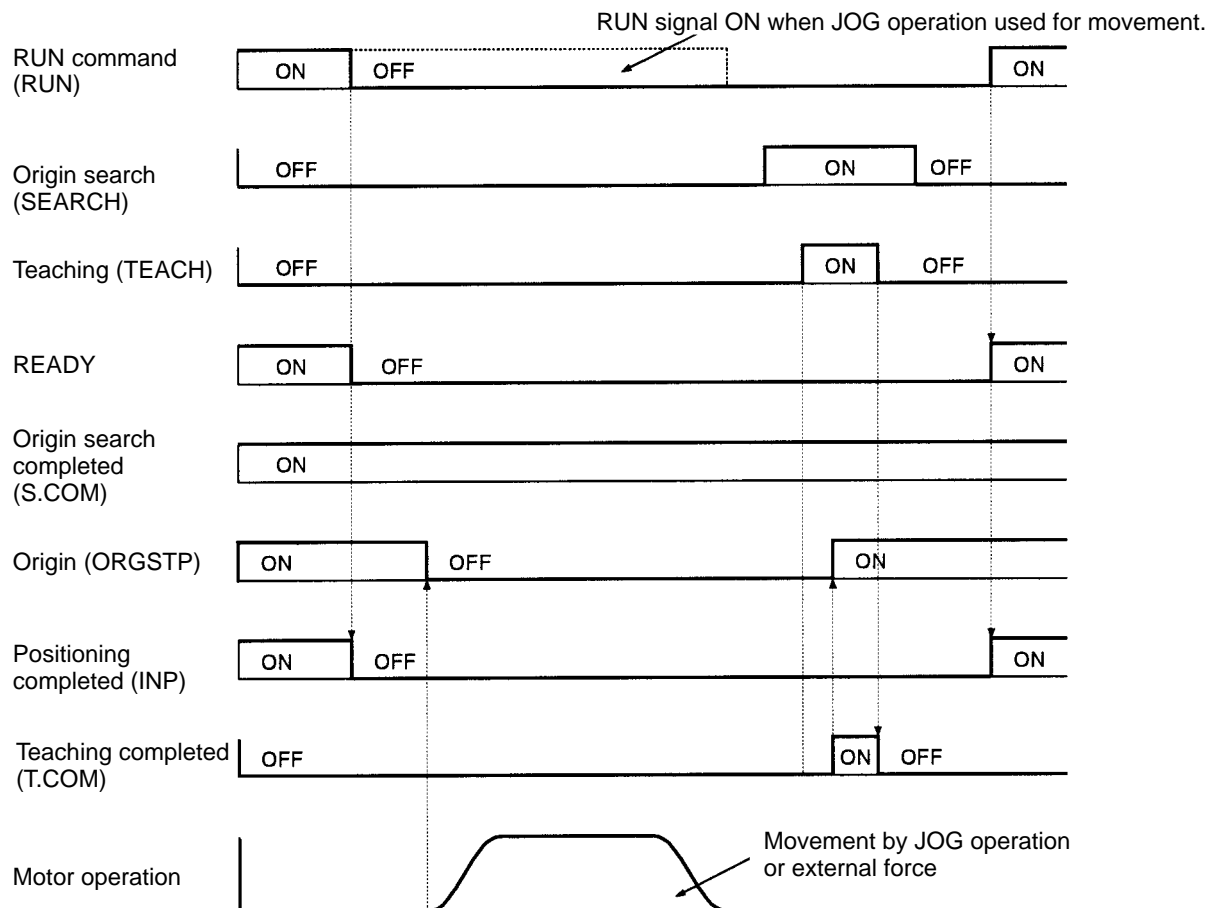 RUN signal ON when JOG operation used for movement.
RUN command
(RUN)
ON
OFF
ON
Origin search
(SEARCH)
OFF
ON
OFF
Teaching (TEACH)
OFF
ON
OFF
READY
ON
OFF
ON
Origin search
completed
(S.COM)
ON
Origin (ORGSTP)
ON
OFF
ON
Positioning
completed (INP)
ON
OFF
ON
Teaching completed
(T.COM)
OFF
ON
OFF
Motor operation
Movement by JOG operation
or external force